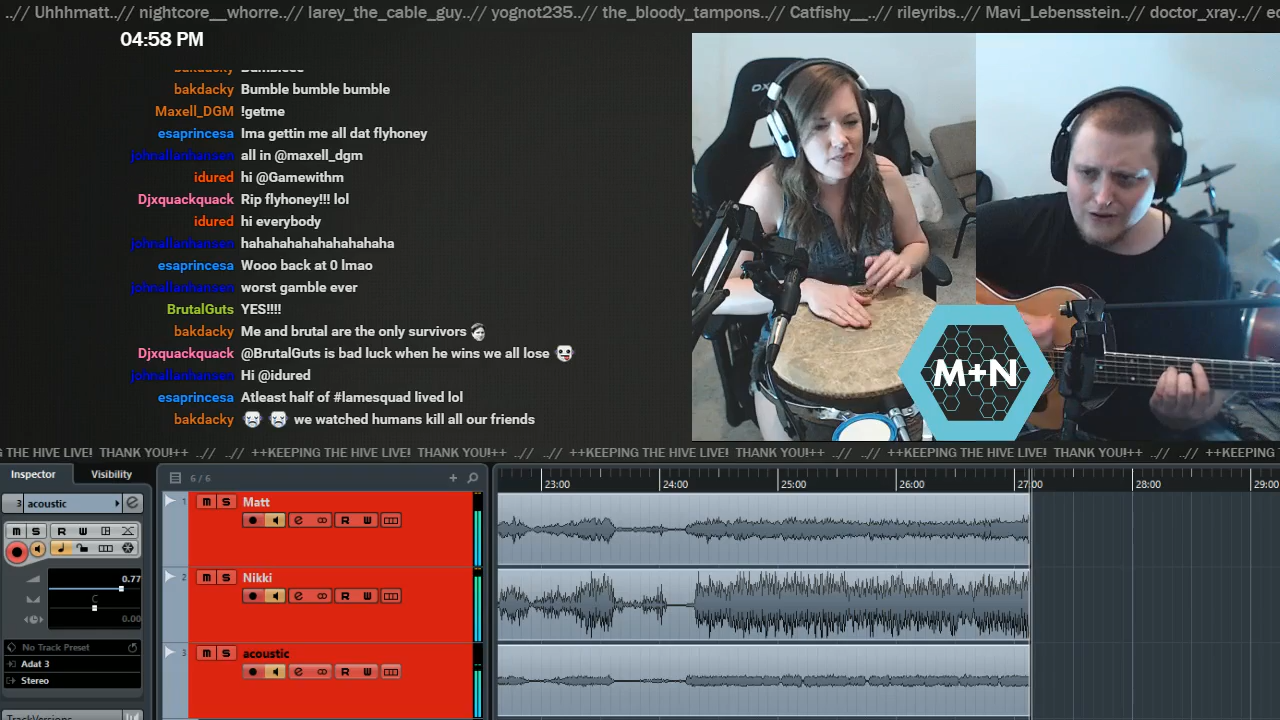 ..// Uhhhmatt..// nightcore__whorre..// larey_the_cable_guy..// yognot235..// the_bloody_tampons..// Catfishy__..// rileyribs..// Mavi_Lebensstein..// doctor_xray..//
04:58 PM
bakdacky Bumble bumble bumble
Maxell_DGM !getme
esaprincesa Ima gettin me all dat flyhoney
johnallanhansen all in @maxell_dgm
idured hi @Gamewithm
Djxquackquack Rip flyhoney!!! lol
idured hi everybody
johnallanhansen hahahahahahahahaha
esaprincesa Wooo back at 0 lmao
johnallanhansen worst gamble ever
BrutalGuts YES!!!!
bakdacky Me and brutal are the only survivors
Djxquackquack @BrutalGuts is bad luck when he wins we all lose
johnallanhansen Hi @idured
esaprincesa Atleast half of #lamesquad lived lol
bakdacky we watched humans kill all our friends
M+N
G THE HIVE LIVE! THANK YOU!++ ..// ..// ++KEEPING THE HIVE LIVE! THANK YOU!++ ..// ..// ++KEEPING THE HIVE LIVE! THANK YOU!++ ..// ..// ++KEEPING THE HIVE LIVE! THANK YOU!++ ..// ..// ++KEEPING
Inspector Visibility 6 / 6
23:00 24:00 25:00 26:00 27:00 28:00 29:00
3 acoustic
M S R W
0.77
C
0.00
No Track Preset
Adat 3
Stereo
TrackVersions
1 M S Matt
R W
2 M S Nikki
R W
3 M S acoustic
R W